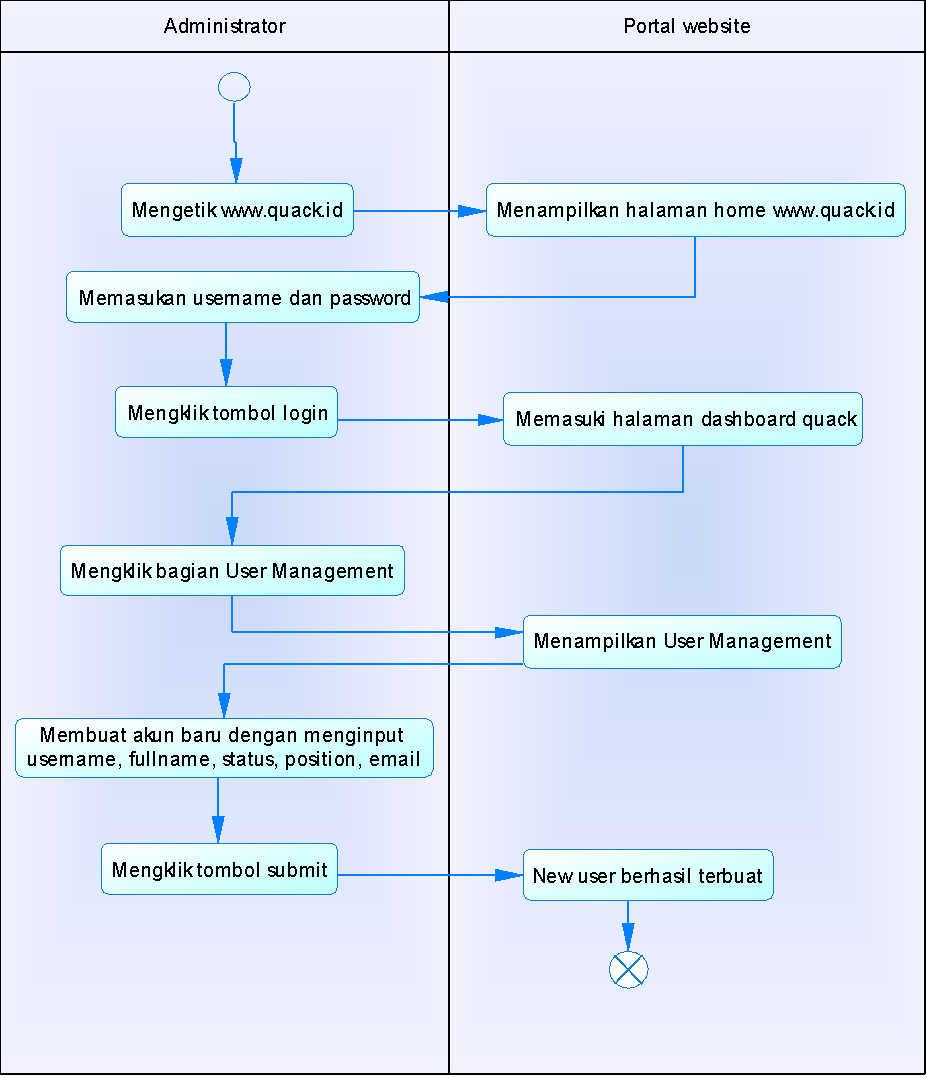 Administrator
Portal website
Mengetik www.quack.id
Menampilkan halaman home www.quack.id
Memasukan username dan password
Mengklik tombol login
Memasuki halaman dashboard quack
Mengklik bagian User Management
Menampilkan User Management
Membuat akun baru dengan menginput
username, fullname, status, position, email
Mengklik tombol submit
New user berhasil terbuat